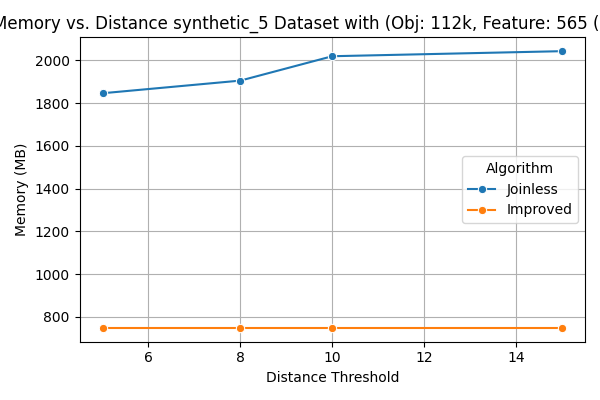 Memory vs. Distance synthetic_5 Dataset with (Obj: 112k, Feature: 565 (
2000
1800
1600
1400
1200
1000
800
Memory (MB)
Algorithm
Joinless
Improved
6 8 10 12 14
Distance Threshold